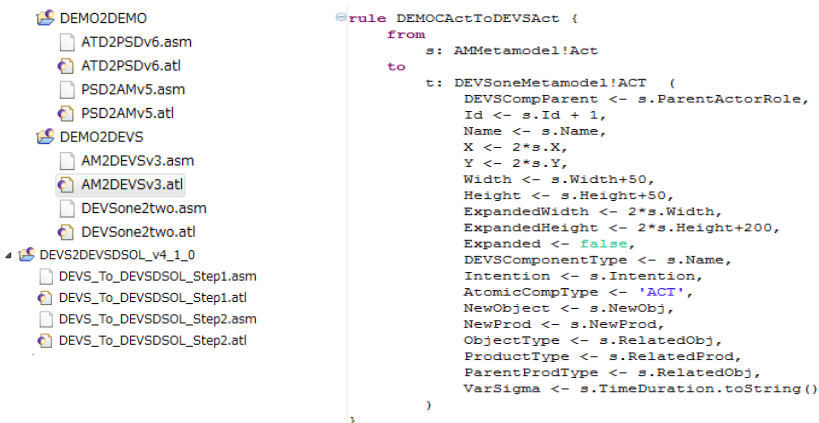 DEMO2DEMO
ATD2PSDv6.asm
ATD2PSDv6.atl
PSD2AMv5.asm
PSD2AMv5.atl
DEMO2DEVS
AM2DEVSv3.asm
AM2DEVSv3.atl
DEVSone2two.asm
DEVSone2two.atl
DEVS2DEVSDSOL_v4_1_0
DEVS_To_DEVSDSOL_Step1.asm
DEVS_To_DEVSDSOL_Step1.atl
DEVS_To_DEVSDSOL_Step2.asm
DEVS_To_DEVSDSOL_Step2.atl
rule DEMOCActToDEVSAct {
from
s: AMMetamodel!Act
to
t: DEVSoneMetamodel!ACT (
DEVSCompParent <- s.ParentActorRole,
Id <- s.Id + 1,
Name <- s.Name,
X <- 2*s.X,
Y <- 2*s.Y,
Width <- s.Width+50,
Height <- s.Height+50,
ExpandedWidth <- 2*s.Width,
ExpandedHeight <- 2*s.Height+200,
Expanded <- false,
DEVSComponentType <- s.Name,
Intention <- s.Intention,
AtomicCompType <- 'ACT',
NewObject <- s.NewObj,
NewProd <- s.NewProd,
ObjectType <- s.RelatedObj,
ProductType <- s.RelatedProd,
ParentProdType <- s.RelatedObj,
VarSigma <- s.TimeDuration.toString()
)
}